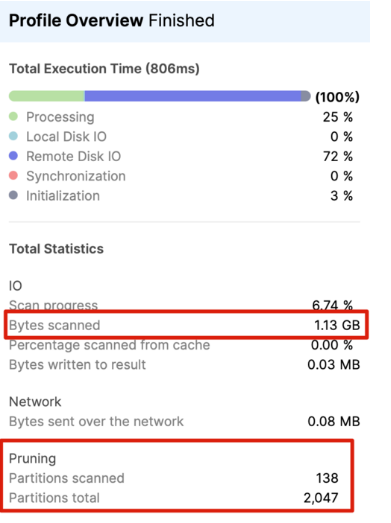 Profile Overview Finished
Total Execution Time (806ms)
(100%)
Processing 25 %
Local Disk IO 0 %
Remote Disk IO 72 %
Synchronization 0 %
Initialization 3 %
Total Statistics
IO
Scan progress 6.74 %
Bytes scanned 1.13 GB
Percentage scanned from cache 0.00 %
Bytes written to result 0.03 MB
Network
Bytes sent over the network 0.08 MB
Pruning
Partitions scanned 138
Partitions total 2,047